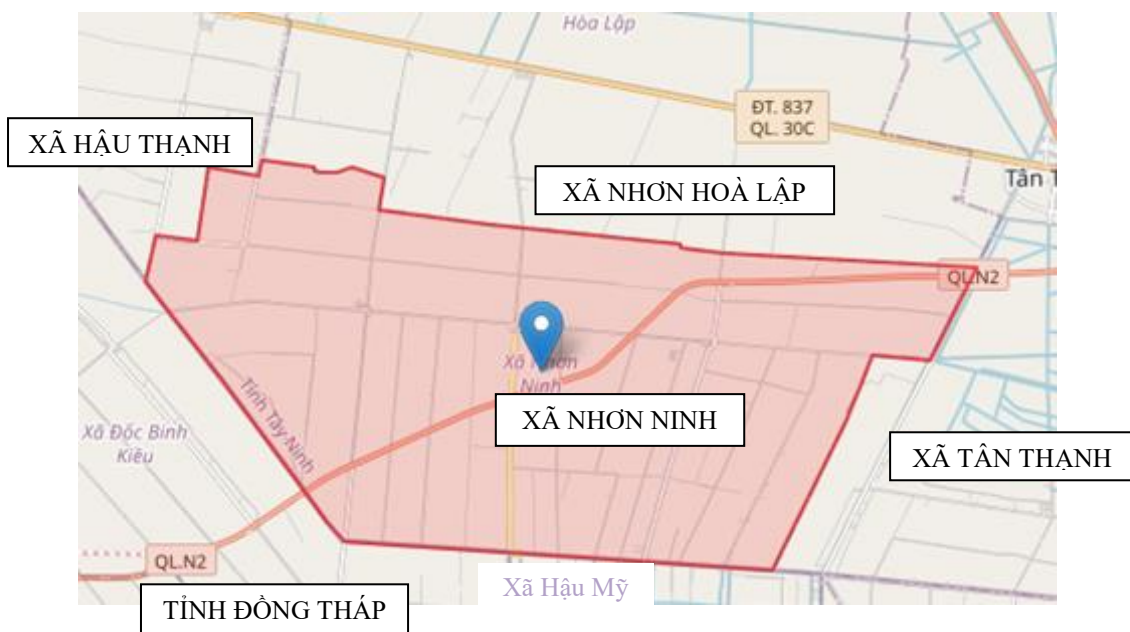 Hòa Lập
ĐT. 837
QL. 30C
XÃ HẬU THẠNH
XÃ NHƠN HOÀ LẬP
Tân T
QL.N2
Xã Nhơn
Ninh
XÃ NHƠN NINH
Tỉnh Tây Ninh
Xã Đốc Binh
Kiều
XÃ TÂN THẠNH
QL.N2
Xã Hậu Mỹ
TỈNH ĐỒNG THÁP